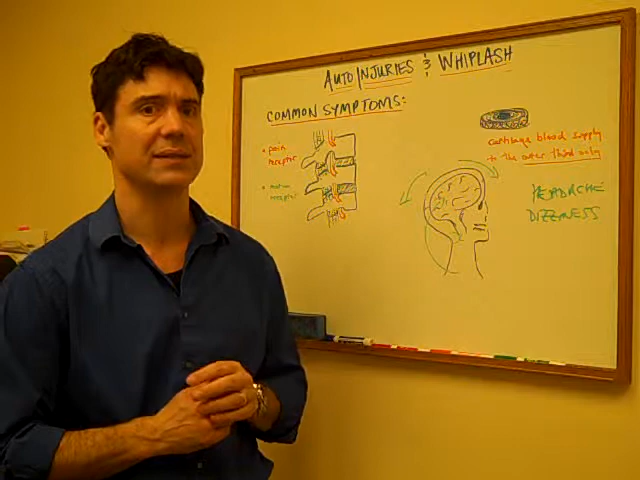 AUTO INJURIES & WHIPLASH
COMMON SYMPTOMS:
• pain
receptor
• motion
receptor
cartilage blood supply
to the outer third only
HEADACHE
DIZZINESS